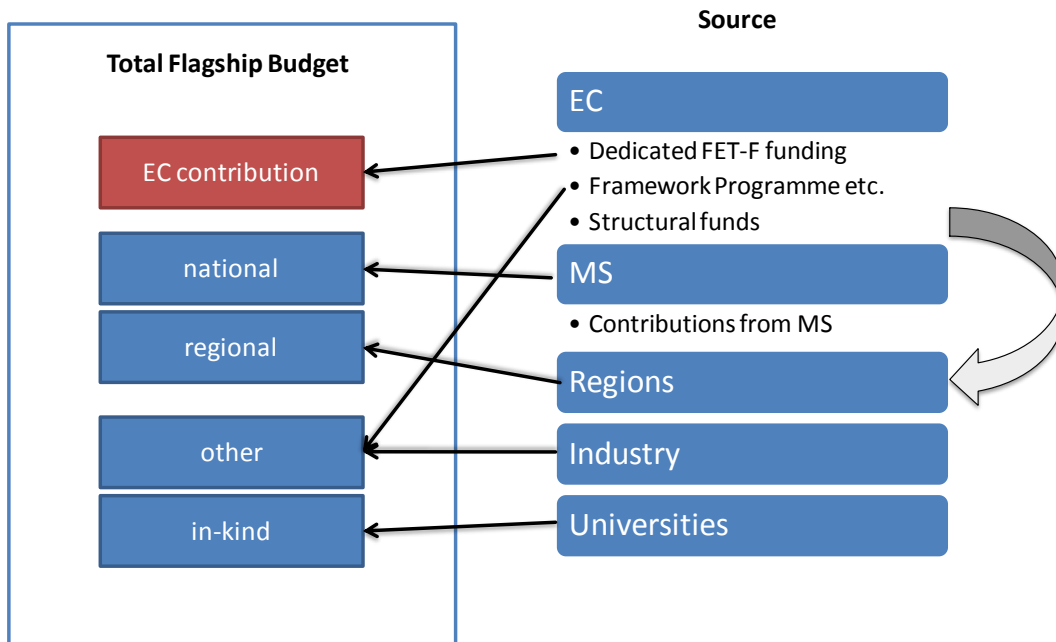 Source
Total Flagship Budget
EC contribution
national
regional
other
in-kind
EC
• Dedicated FET-F funding
• Framework Programme etc.
• Structural funds
MS
• Contributions from MS
Regions
Industry
Universities